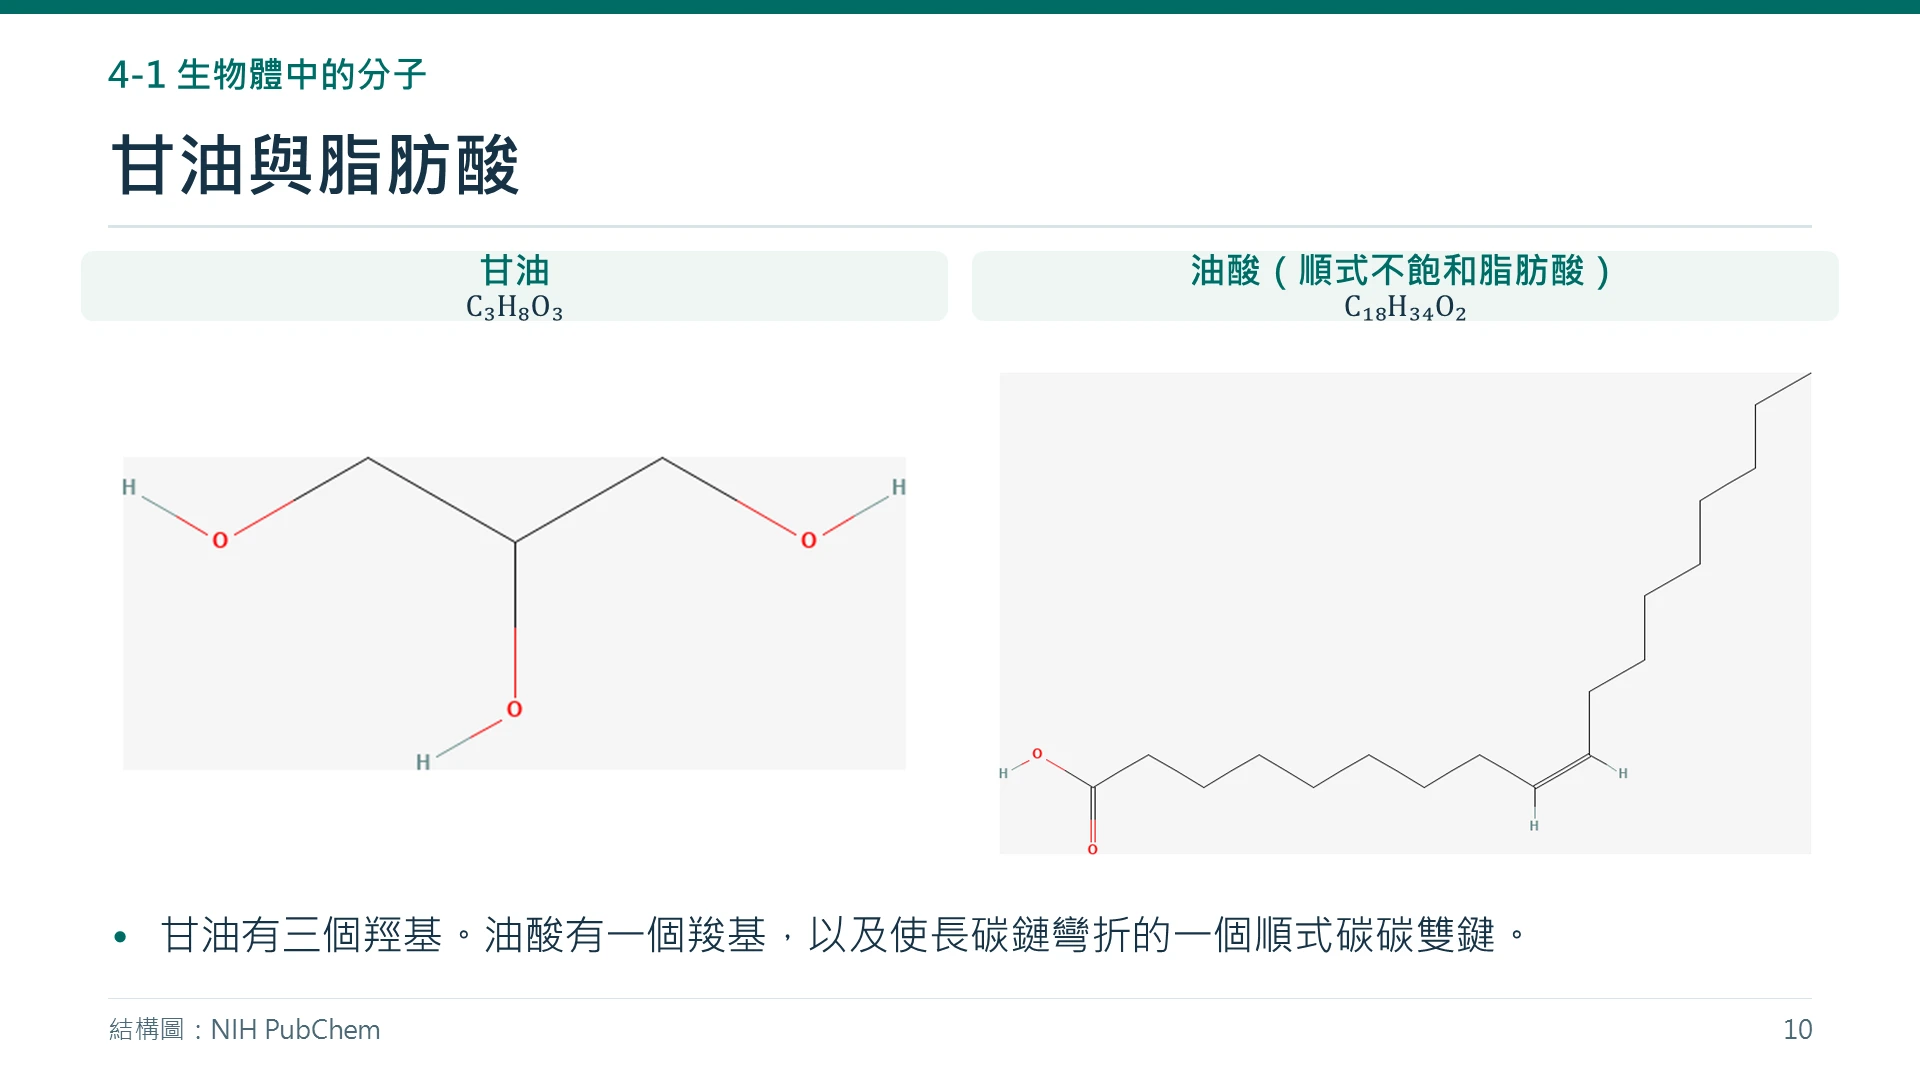 4-1 生物體中的分子
甘油與脂肪酸
甘油
C₃H₈O₃
油酸（順式不飽和脂肪酸）
C₁₈H₃₄O₂
H
O
O
H
O
H
H
O
O
H
H
• 甘油有三個羥基。油酸有一個羧基，以及使長碳鏈彎折的一個順式碳碳雙鍵。
結構圖：NIH PubChem
10